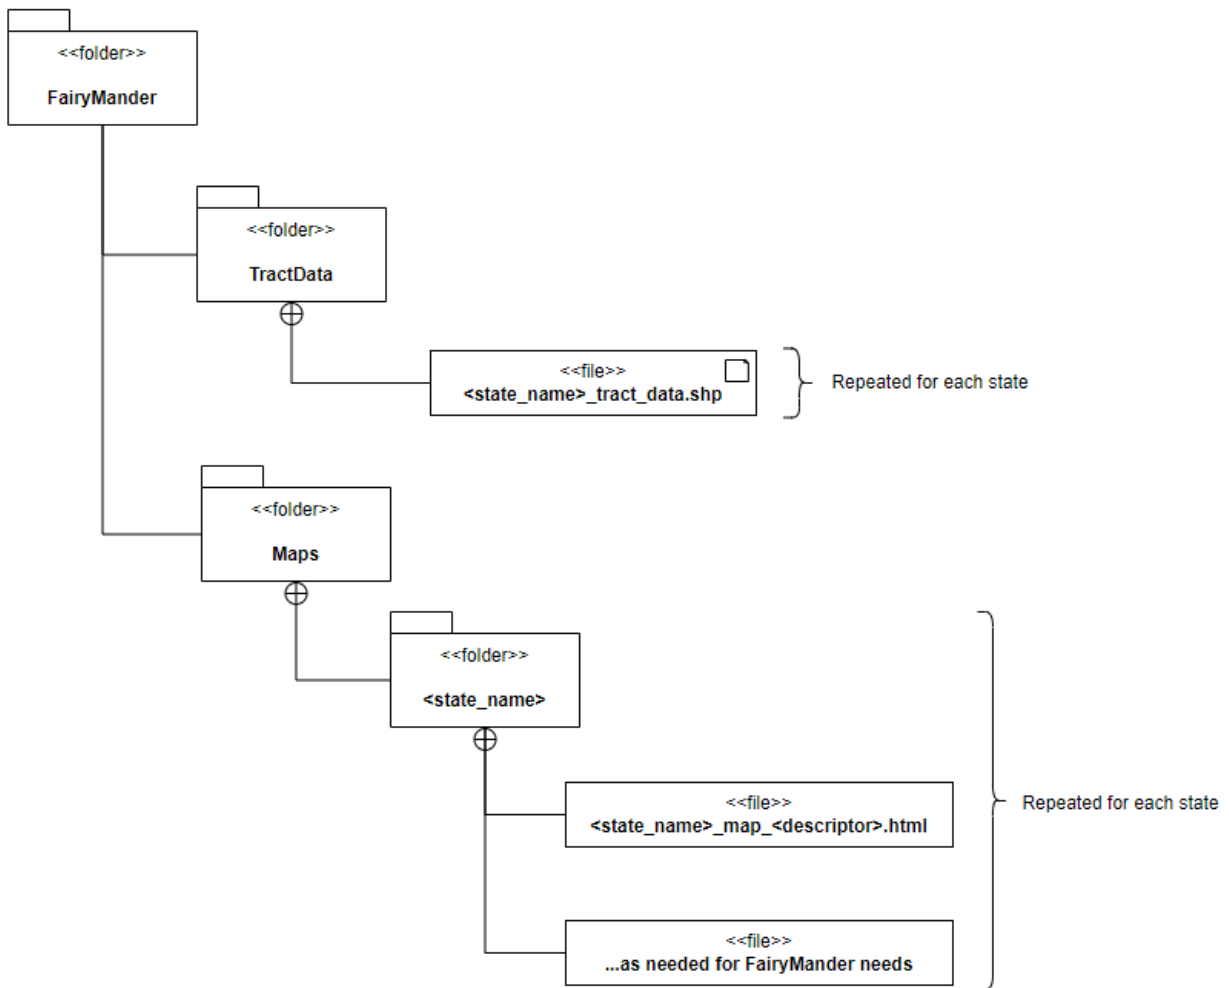 <<folder>>
FairyMander
<<folder>>
TractData
<<file>>
<state_name>_tract_data.shp
Repeated for each state
<<folder>>
Maps
<<folder>>
<state_name>
<<file>>
<state_name>_map_<descriptor>.html
Repeated for each state
<<file>>
...as needed for FairyMander needs